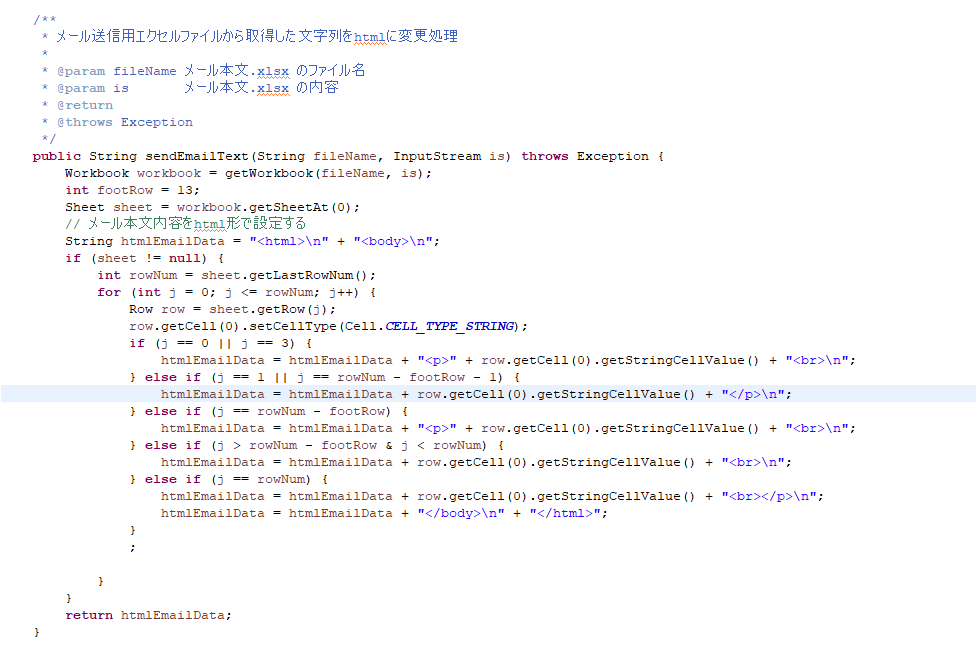 /**
 * メール送信用エクセルファイルから取得した文字列をhtmlに変更処理
 *
 * @param fileName メール本文.xlsx のファイル名
 * @param is       メール本文.xlsx の内容
 * @return
 * @throws Exception
 */
public String sendEmailText(String fileName, InputStream is) throws Exception {
    Workbook workbook = getWorkbook(fileName, is);
    int footRow = 13;
    Sheet sheet = workbook.getSheetAt(0);
    // メール本文内容をhtml形で設定する
    String htmlEmailData = "<html>\n" + "<body>\n";
    if (sheet != null) {
        int rowNum = sheet.getLastRowNum();
        for (int j = 0; j <= rowNum; j++) {
            Row row = sheet.getRow(j);
            row.getCell(0).setCellType(Cell.CELL_TYPE_STRING);
            if (j == 0 || j == 3) {
                htmlEmailData = htmlEmailData + "<p>" + row.getCell(0).getStringCellValue() + "<br>\n";
            } else if (j == 1 || j == rowNum - footRow - 1) {
                htmlEmailData = htmlEmailData + row.getCell(0).getStringCellValue() + "</p>\n";
            } else if (j == rowNum - footRow) {
                htmlEmailData = htmlEmailData + "<p>" + row.getCell(0).getStringCellValue() + "<br>\n";
            } else if (j > rowNum - footRow & j < rowNum) {
                htmlEmailData = htmlEmailData + row.getCell(0).getStringCellValue() + "<br>\n";
            } else if (j == rowNum) {
                htmlEmailData = htmlEmailData + row.getCell(0).getStringCellValue() + "<br></p>\n";
                htmlEmailData = htmlEmailData + "</body>\n" + "</html>";
            }
            ;

        }
    }
    return htmlEmailData;
}